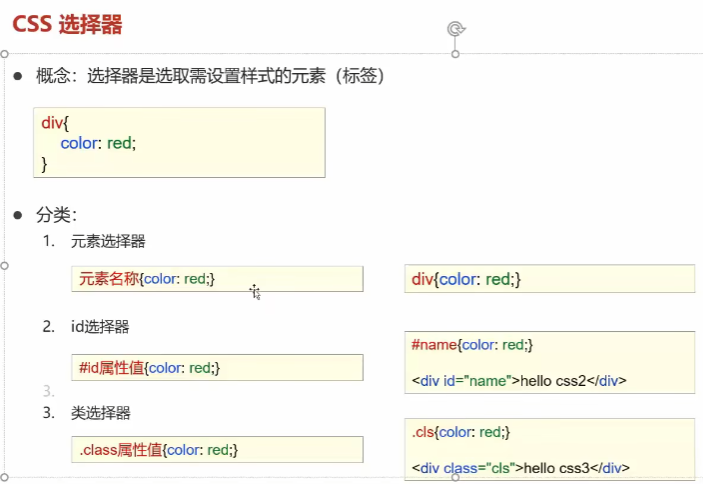 CSS 选择器
● 概念：选择器是选取需设置样式的元素（标签）
div{
color: red;
}
● 分类：
1. 元素选择器
元素名称{color: red;}
div{color: red;}
2. id选择器
#id属性值{color: red;}
#name{color: red;}
<div id="name">hello css2</div>
3.
3. 类选择器
.class属性值{color: red;}
.cls{color: red;}
<div class="cls">hello css3</div>